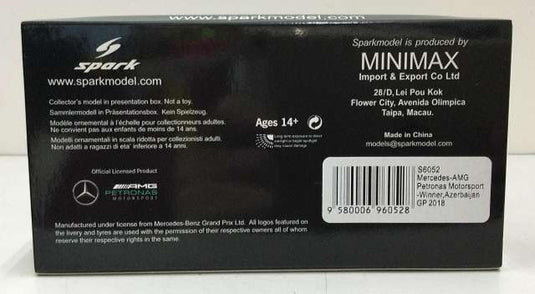 www.sparkmodel.com
spark
www.sparkmodel.com
Collector's model in presentation box. Not a toy.
Sammlermodell in Präsentationsbox. Kein Spielzeug.
Modèle ornamental à l'échelle pour collectionneurs adultes.
Ne convient pas aux enfants de moins de 14 ans.
Modelli ornamentali in scala ridotta per collezionisti adulti.
Non adatti a ragazzi di eta' inferiore a 14 anni.
Official Licensed Product
AMG
PETRONAS
MOTORSPORT
Manufactured under license from Mercedes-Benz Grand Prix Ltd. All logos featured on
the livery and tyres are used with the permission of their respective owners all of whom
reserve their respective rights in the same.
Ages 14+
Sparkmodel is produced by
MINIMAX
Import & Export Co Ltd
28/D, Lei Pou Kok
Flower City, Avenida Olimpica
Taipa, Macau.
Made in China
models@sparkmodel.com
S6052
Mercedes-AMG
Petronas Motorsport
-Winner,Azerbaijan
GP 2018
9 580006 960528